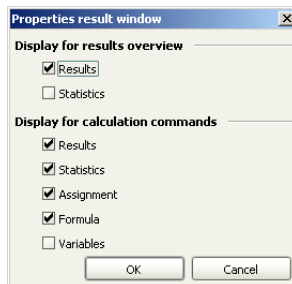 Properties result window
Display for results overview
Results
Statistics
Display for calculation commands
Results
Statistics
Assignment
Formula
Variables
OK Cancel